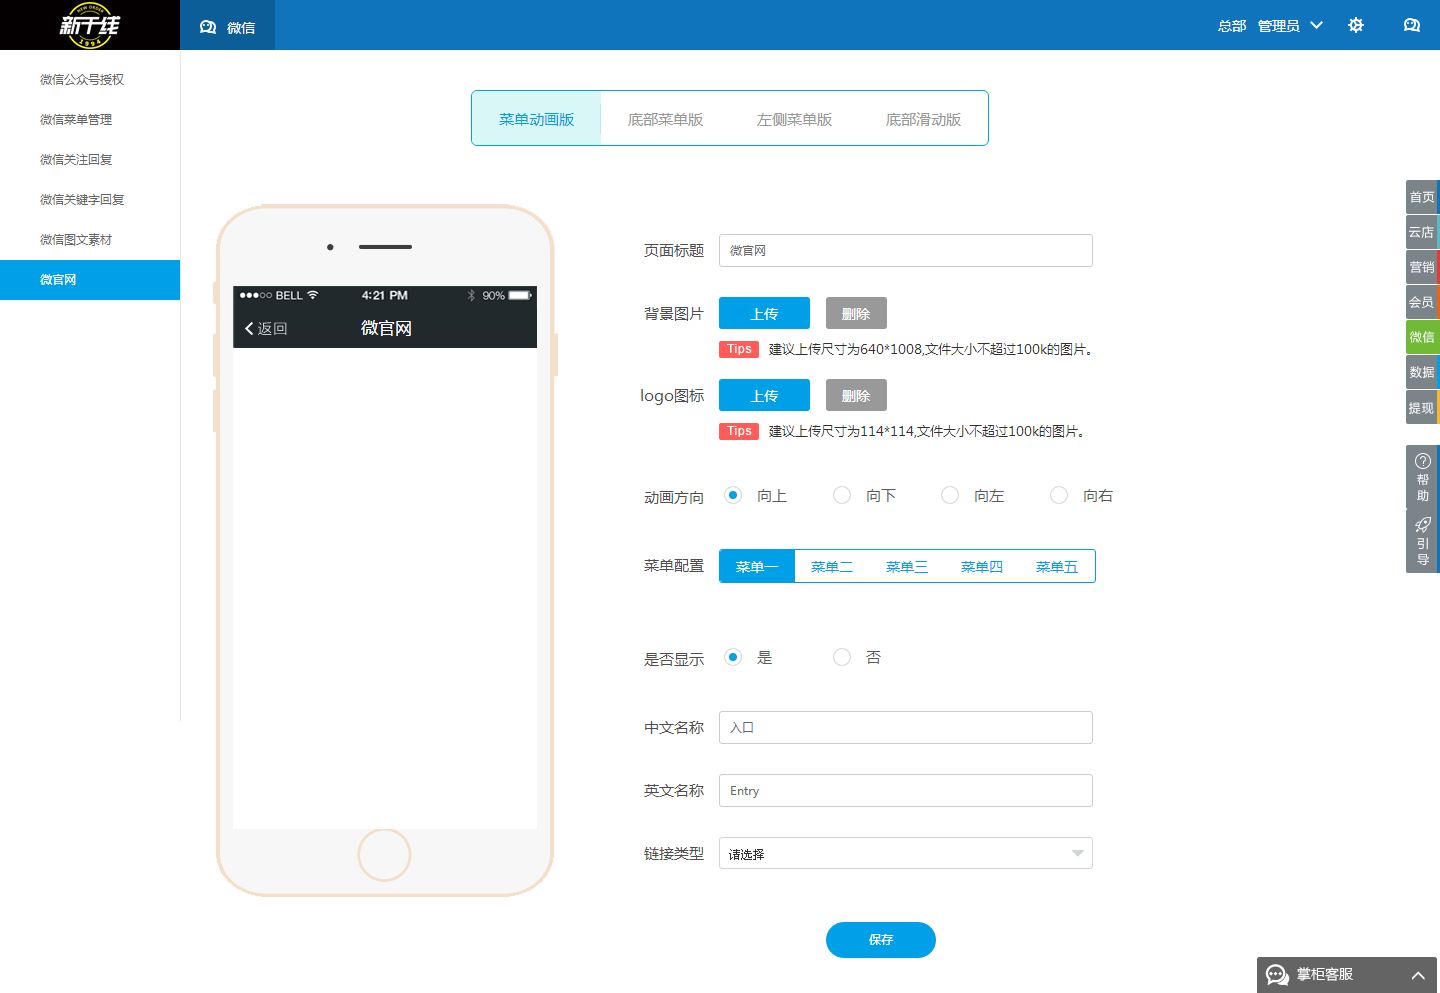 NEW ORDER
新干线
1994
微信
总部 管理员
微信公众号授权
微信菜单管理
微信关注回复
微信关键字回复
微信图文素材
微官网
菜单动画版 底部菜单版 左侧菜单版 底部滑动版
BELL 4:21 PM 90%
返回 微官网
页面标题 微官网
背景图片 上传 删除
Tips 建议上传尺寸为640*1008,文件大小不超过100k的图片。
logo图标 上传 删除
Tips 建议上传尺寸为114*114,文件大小不超过100k的图片。
动画方向 向上 向下 向左 向右
菜单配置 菜单一 菜单二 菜单三 菜单四 菜单五
是否显示 是 否
中文名称 入口
英文名称 Entry
链接类型 请选择
保存
首页
云店
营销
会员
微信
数据
提现
帮助
引导
掌柜客服